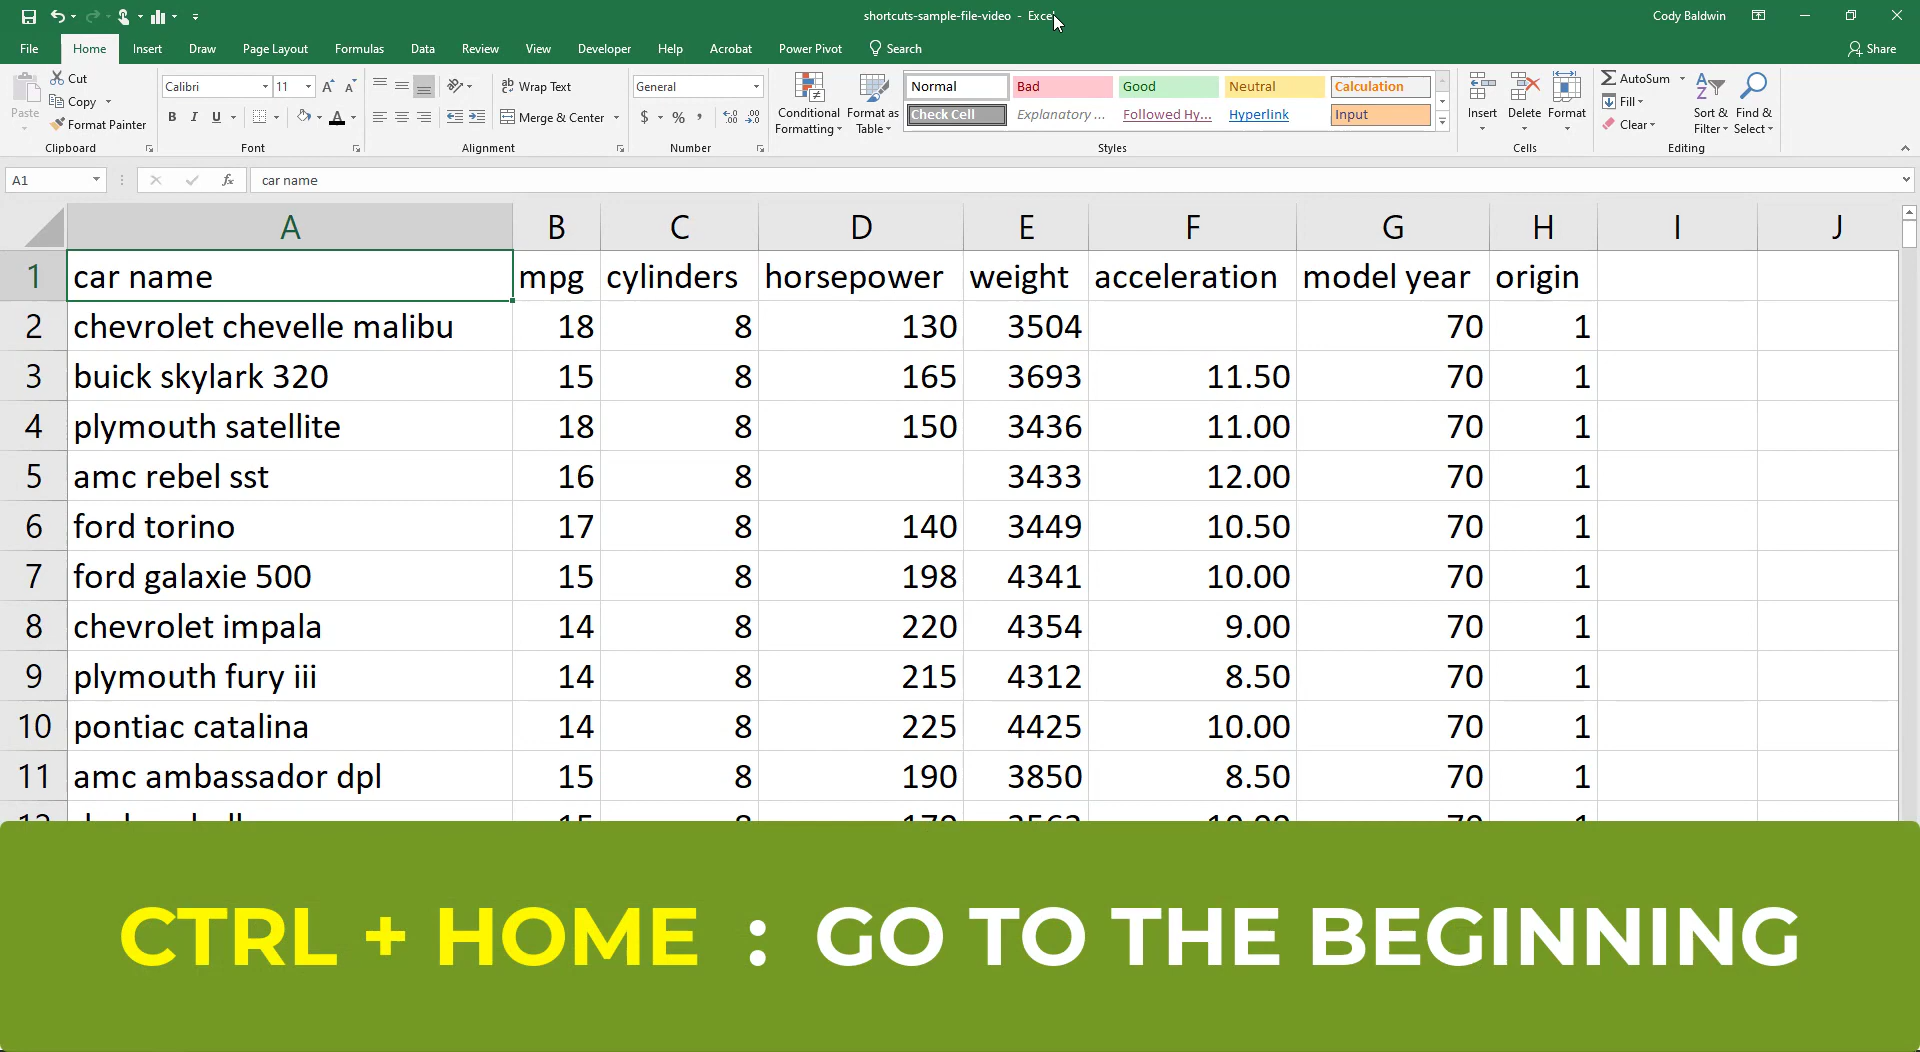 shortcuts-sample-file-video - Excel
Cody Baldwin
File Home Insert Draw Page Layout Formulas Data Review View Developer Help Acrobat Power Pivot Search Share
Paste
Cut
Copy
Format Painter
Clipboard
Calibri 11
B I U
Font
Wrap Text
Merge & Center
Alignment
General
$ % ,
Number
Conditional Formatting
Format as Table
Normal Bad Good Neutral Calculation
Check Cell Explanatory ... Followed Hy... Hyperlink Input
Styles
Insert Delete Format
Cells
AutoSum
Fill
Clear
Sort & Filter
Find & Select
Editing
A1 fx car name
A B C D E F G H I J
1 car name mpg cylinders horsepower weight acceleration model year origin
2 chevrolet chevelle malibu 18 8 130 3504 70 1
3 buick skylark 320 15 8 165 3693 11.50 70 1
4 plymouth satellite 18 8 150 3436 11.00 70 1
5 amc rebel sst 16 8 3433 12.00 70 1
6 ford torino 17 8 140 3449 10.50 70 1
7 ford galaxie 500 15 8 198 4341 10.00 70 1
8 chevrolet impala 14 8 220 4354 9.00 70 1
9 plymouth fury iii 14 8 215 4312 8.50 70 1
10 pontiac catalina 14 8 225 4425 10.00 70 1
11 amc ambassador dpl 15 8 190 3850 8.50 70 1
CTRL + HOME : GO TO THE BEGINNING